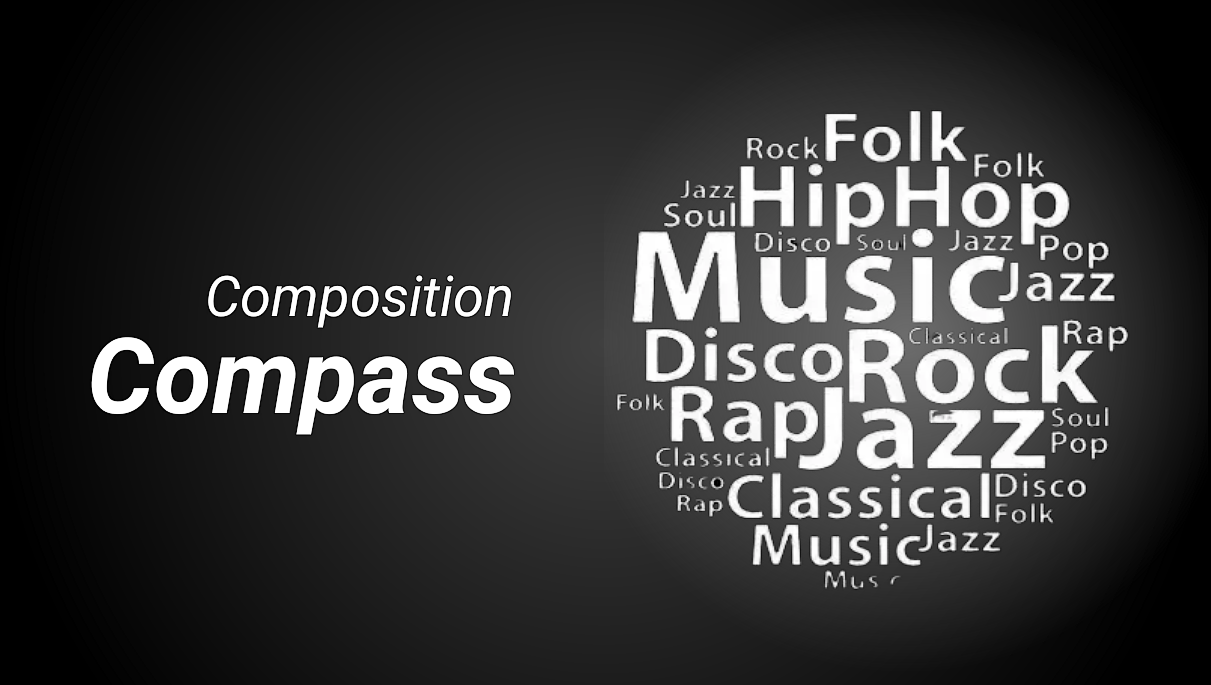 Composition
Compass
Rock Folk Folk
Jazz HipHop
Soul
Disco Soul Jazz Pop
Music Jazz
Classical Rap
Disco Rock
Folk Rap Jazz Soul
Pop
Classical
Disco Classical Disco
Rap Folk
Music Jazz